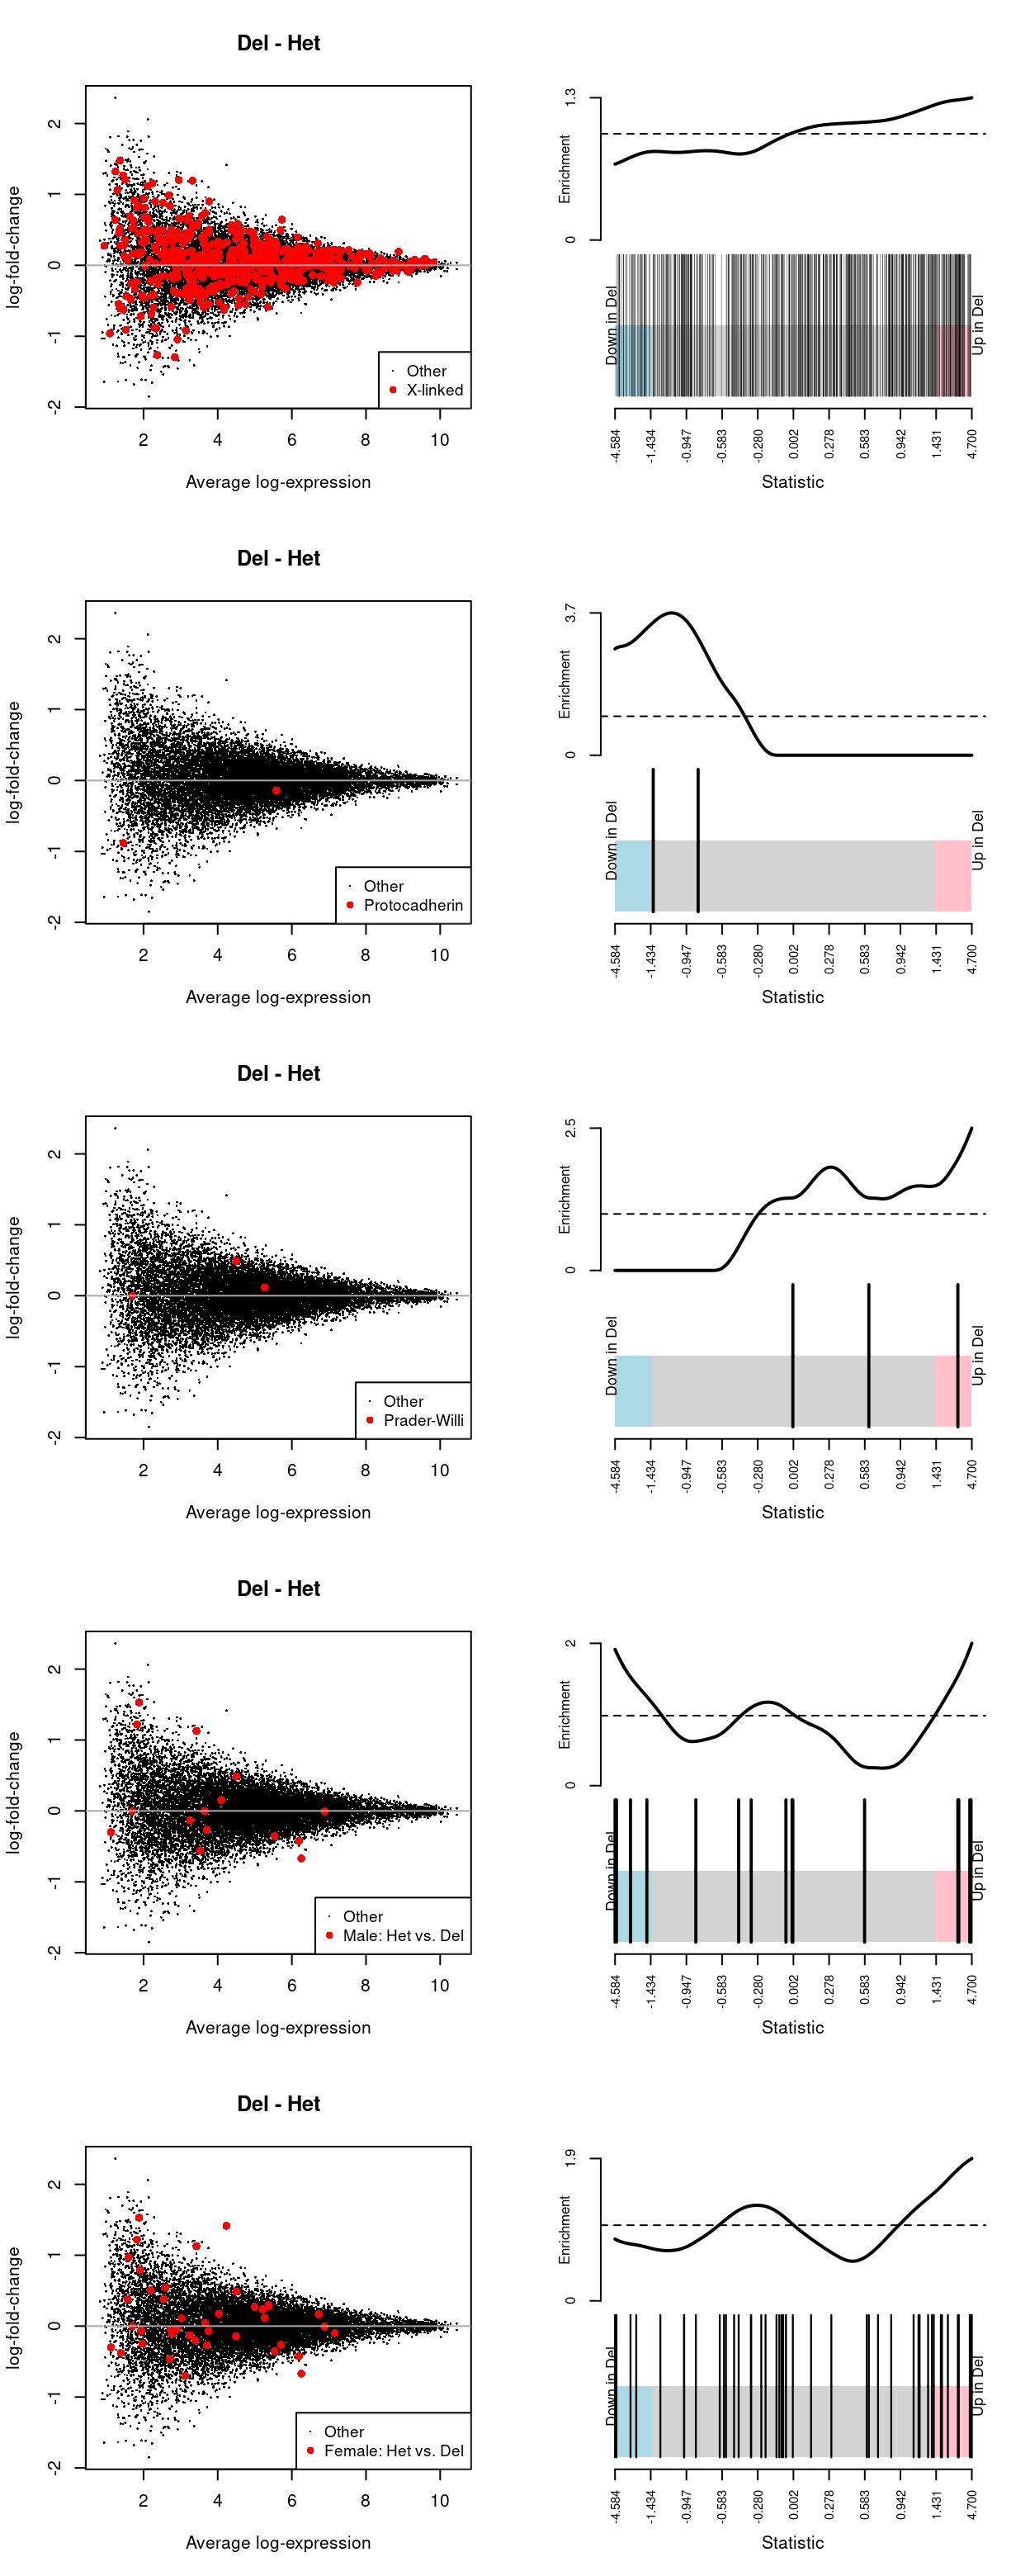 Del - Het
log-fold-change
2
1
0
-1
-2
Other
X-linked
2 4 6 8 10
Average log-expression
Enrichment
1.3
0
Down in Del
Up in Del
-4.584 -1.434 -0.947 -0.583 -0.280 0.002 0.278 0.583 0.942 1.431 4.700
Statistic
Del - Het
log-fold-change
2
1
0
-1
-2
Other
Protocadherin
2 4 6 8 10
Average log-expression
Enrichment
3.7
0
Down in Del
Up in Del
-4.584 -1.434 -0.947 -0.583 -0.280 0.002 0.278 0.583 0.942 1.431 4.700
Statistic
Del - Het
log-fold-change
2
1
0
-1
-2
Other
Prader-Willi
2 4 6 8 10
Average log-expression
Enrichment
2.5
0
Down in Del
Up in Del
-4.584 -1.434 -0.947 -0.583 -0.280 0.002 0.278 0.583 0.942 1.431 4.700
Statistic
Del - Het
log-fold-change
2
1
0
-1
-2
Other
Male: Het vs. Del
2 4 6 8 10
Average log-expression
Enrichment
2
0
Down in Del
Up in Del
-4.584 -1.434 -0.947 -0.583 -0.280 0.002 0.278 0.583 0.942 1.431 4.700
Statistic
Del - Het
log-fold-change
2
1
0
-1
-2
Other
Female: Het vs. Del
2 4 6 8 10
Average log-expression
Enrichment
1.9
0
Down in Del
Up in Del
-4.584 -1.434 -0.947 -0.583 -0.280 0.002 0.278 0.583 0.942 1.431 4.700
Statistic